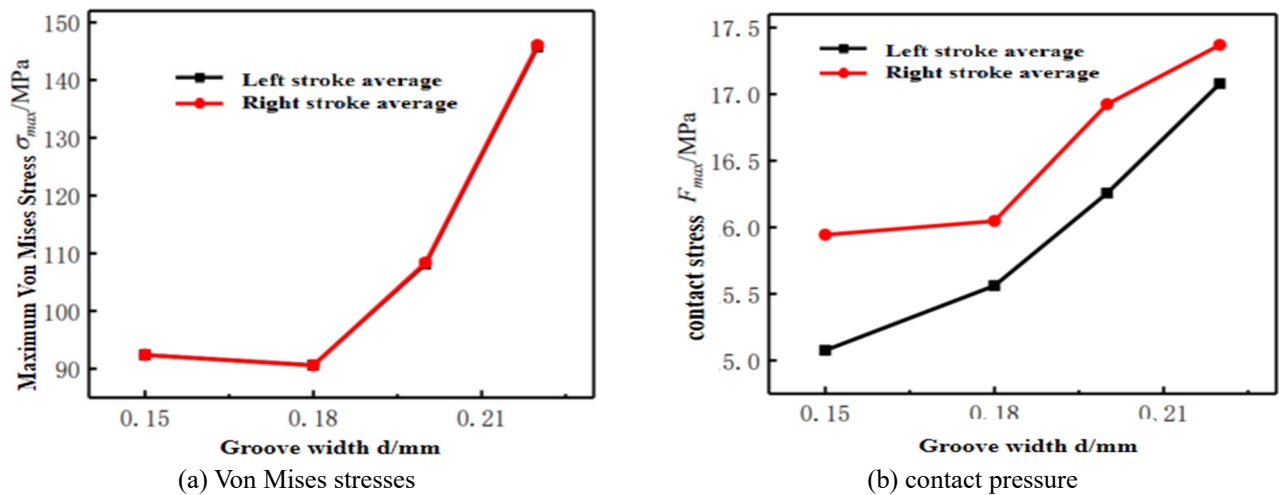 150
140
130
120
110
100
90
Maximum Von Mises Stress σmax/MPa
Left stroke average
Right stroke average
0.15
0.18
0.21
Groove width d/mm
(a) Von Mises stresses
17.5
17.0
16.5
6.0
.5.5
.5.0
contact stress Fmax/MPa
Left stroke average
Right stroke average
0.15
0.18
0.21
Groove width d/mm
(b) contact pressure